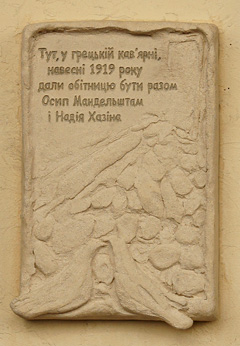 Тут, у грецькій кав'ярні,
навесні 1919 року
дали обітницю бути разом
Осип Мандельштам
і Надія Хазіна